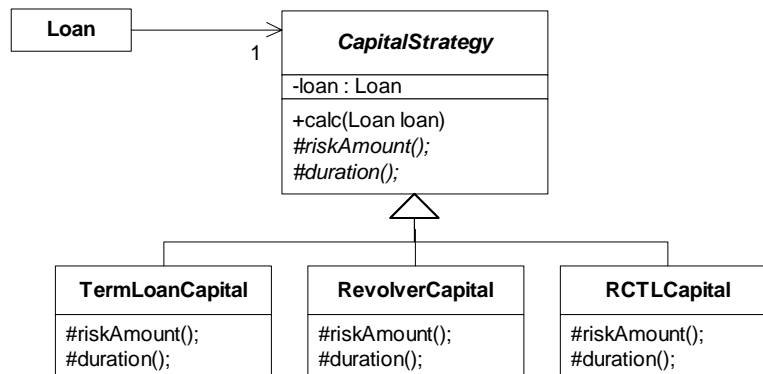 Loan
1
CapitalStrategy
-loan : Loan
+calc(Loan loan)
#riskAmount();
#duration();
TermLoanCapital
#riskAmount();
#duration();
RevolverCapital
#riskAmount();
#duration();
RCTLCapital
#riskAmount();
#duration();